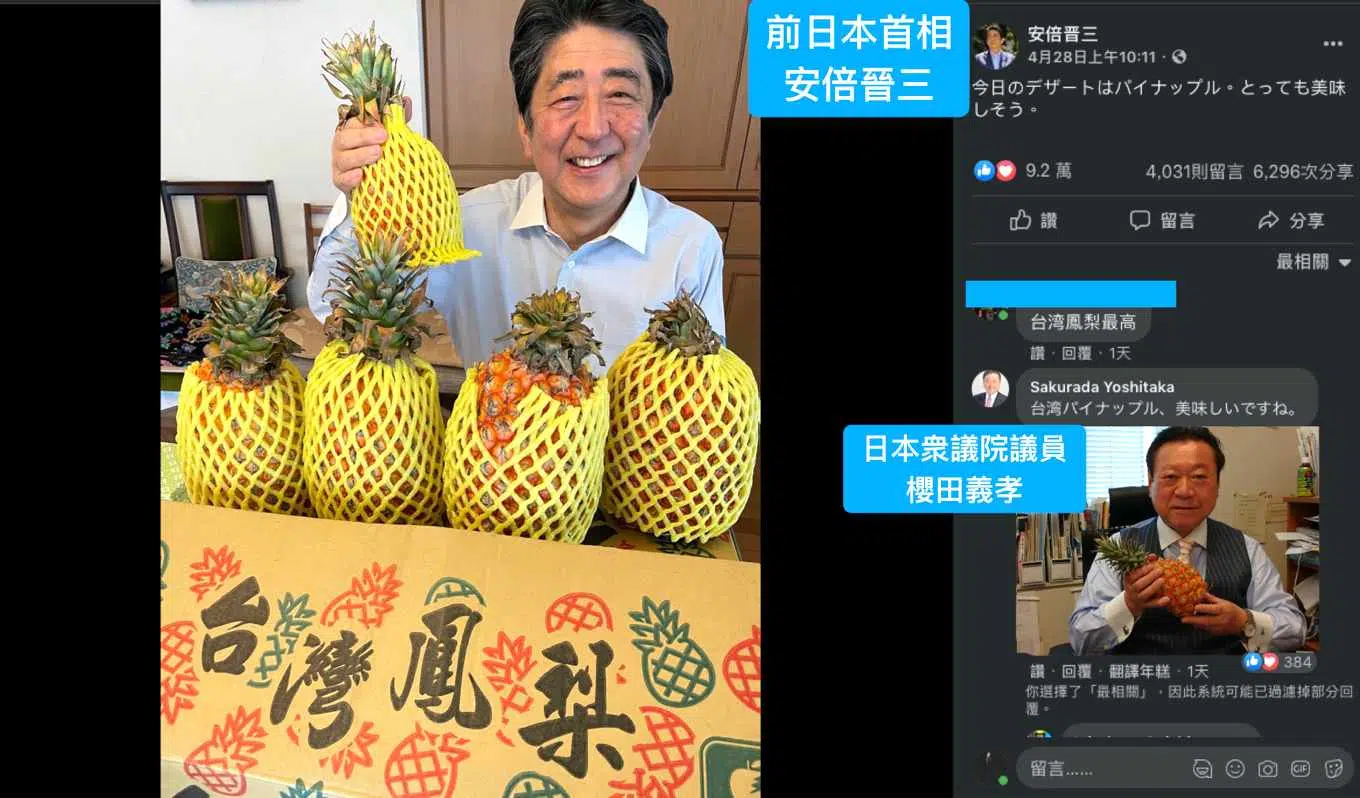 前日本首相
安倍晉三
台灣鳳梨
安倍晋三
4月28日上午10:11
今日のデザートはパイナップル。とっても美味
しそう。
9.2 萬
4,031則留言 6,296次分享
讚 留言 分享
最相關
台湾鳳梨最高
讚·回覆·1天
Sakurada Yoshitaka
台湾パイナップル、美味しいですね。
日本衆議院議員
櫻田義孝
384
讚·回覆·翻譯年糕·1天
你選擇了「最相關」，因此系統可能已過濾掉部分回
覆。
留言......
GIF